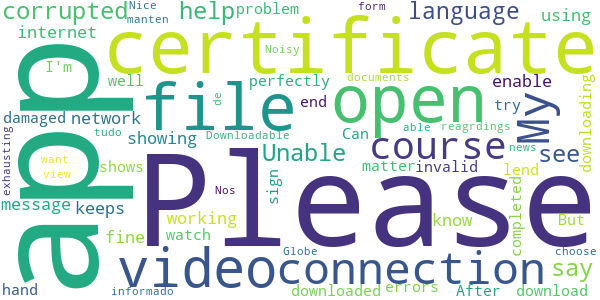 corrupted
Nice
manten
help
problem
form
language
using
internet
certificate
I'm
well
perfectly
documents
enable
app
file
open
My
downloading
damaged
network
de
end
able
try
tudo
showing
Downloadable
Can
reagrdings
news
exhausting
want
view
shows
Unable
course
see
matter
invalid
lend
message
keeps
sign
Nos
Please
working
know
completed
But
fine
watch
video
connection
say
Globe
choose
hand
informado
downloaded
errors
After
download